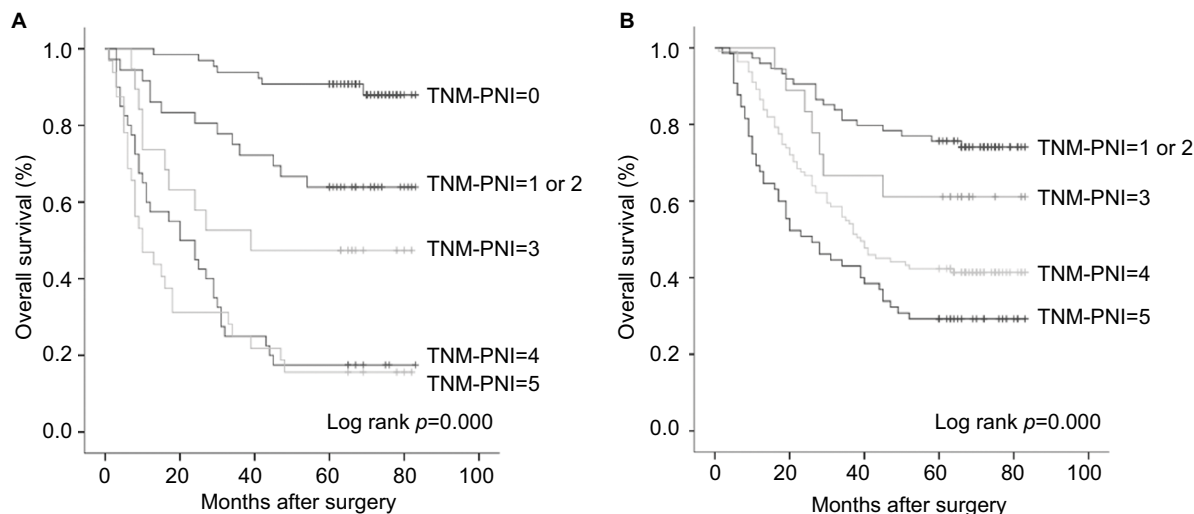 A
Overall survival (%)
1.0
0.8
0.6
0.4
0.2
0.0
TNM-PNI=0
TNM-PNI=1 or 2
TNM-PNI=3
TNM-PNI=4
TNM-PNI=5
Log rank p=0.000
0 20 40 60 80 100
Months after surgery
B
Overall survival (%)
1.0
0.8
0.6
0.4
0.2
0.0
TNM-PNI=1 or 2
TNM-PNI=3
TNM-PNI=4
TNM-PNI=5
Log rank p=0.000
0 20 40 60 80 100
Months after surgery